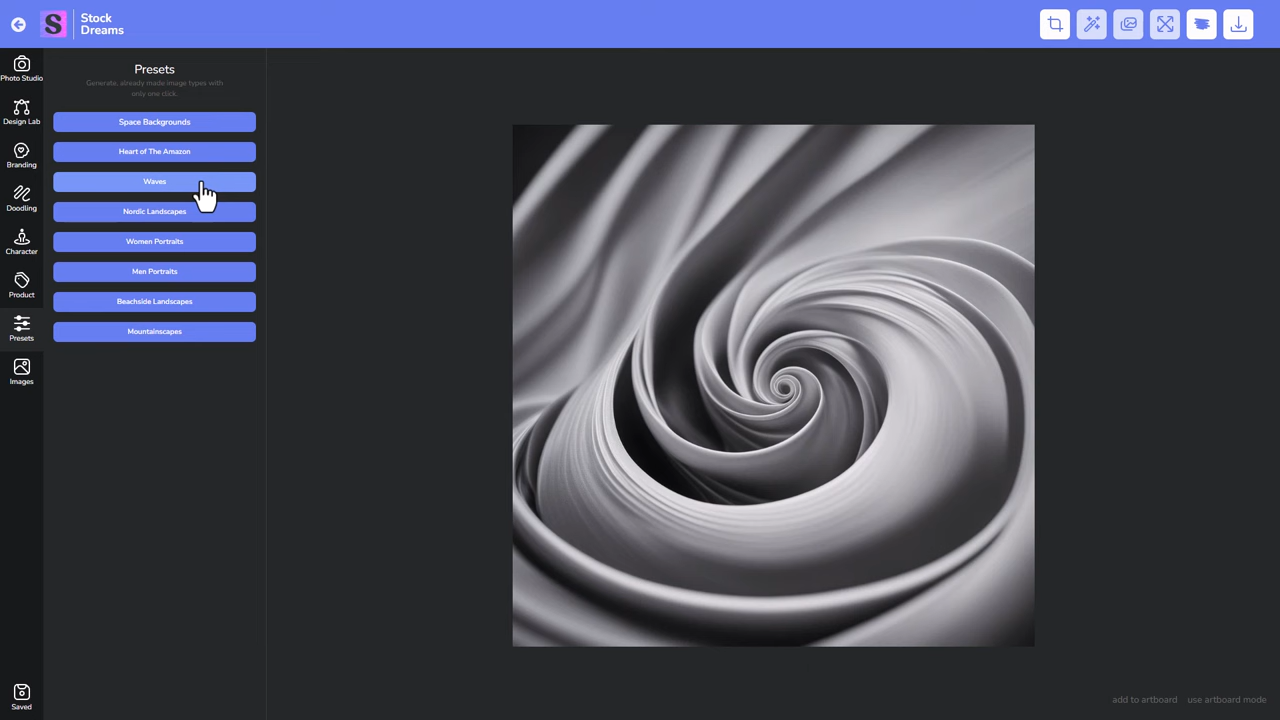 S
Stock
Dreams
Photo Studio
Design Lab
Branding
Doodling
Character
Product
Presets
Images
Saved
Presets
Generate, already made image types with
only one click.
Space Backgrounds
Heart of The Amazon
Waves
Nordic Landscapes
Women Portraits
Men Portraits
Beachside Landscapes
Mountainscapes
add to artboard
use artboard mode